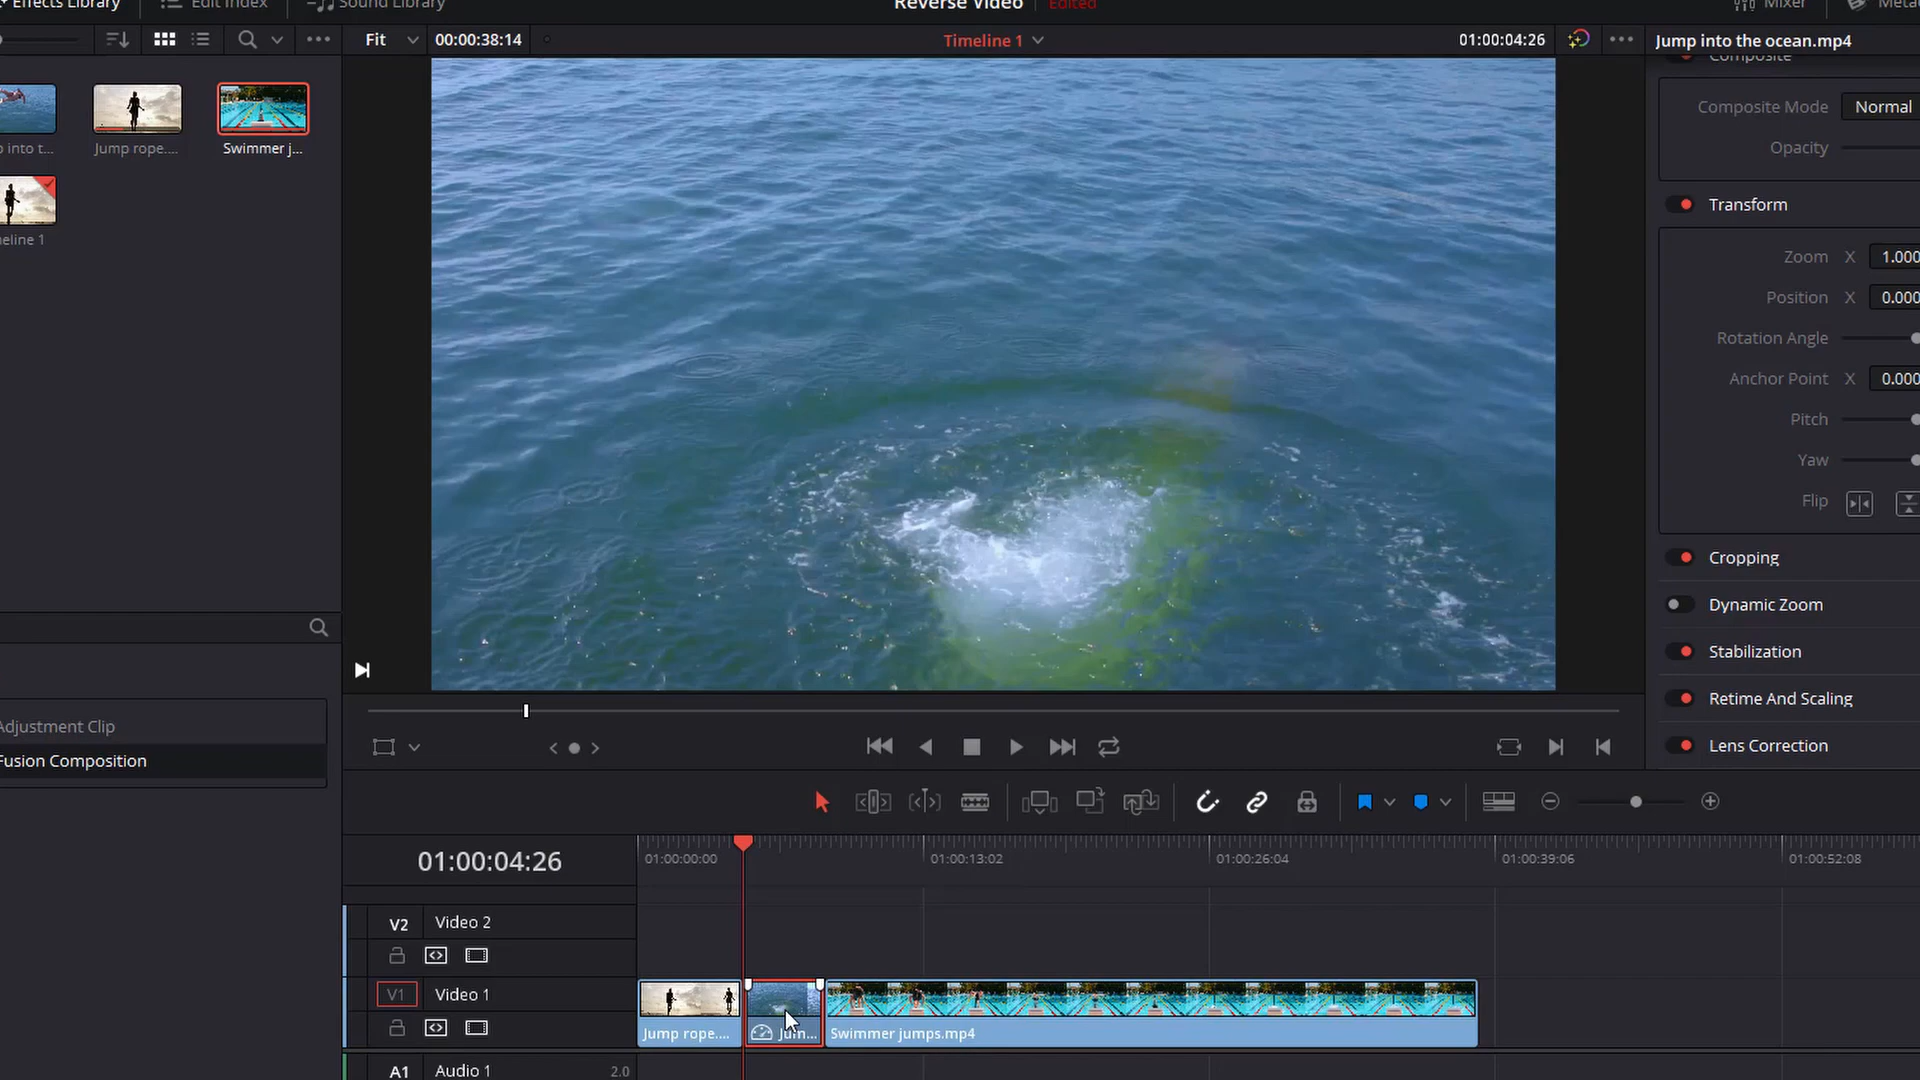 Effects Library
Edit Index
Sound Library
Reverse Video
Edited
Mixer
Fit
00:00:38:14
Timeline 1
01:00:04:26
Jump into the ocean.mp4
Composite
Composite Mode
Normal
Opacity
Transform
Zoom
X
1.000
Position
X
0.000
Rotation Angle
Anchor Point
X
0.000
Pitch
Yaw
Flip
Cropping
Dynamic Zoom
Stabilization
Retime And Scaling
Lens Correction
into t...
Jump rope....
Swimmer j...
eline 1
Adjustment Clip
Fusion Composition
01:00:04:26
01:00:00:00
01:00:13:02
01:00:26:04
01:00:39:06
01:00:52:08
V2
Video 2
V1
Video 1
Jump rope....
Jum...
Swimmer jumps.mp4
A1
Audio 1
2.0